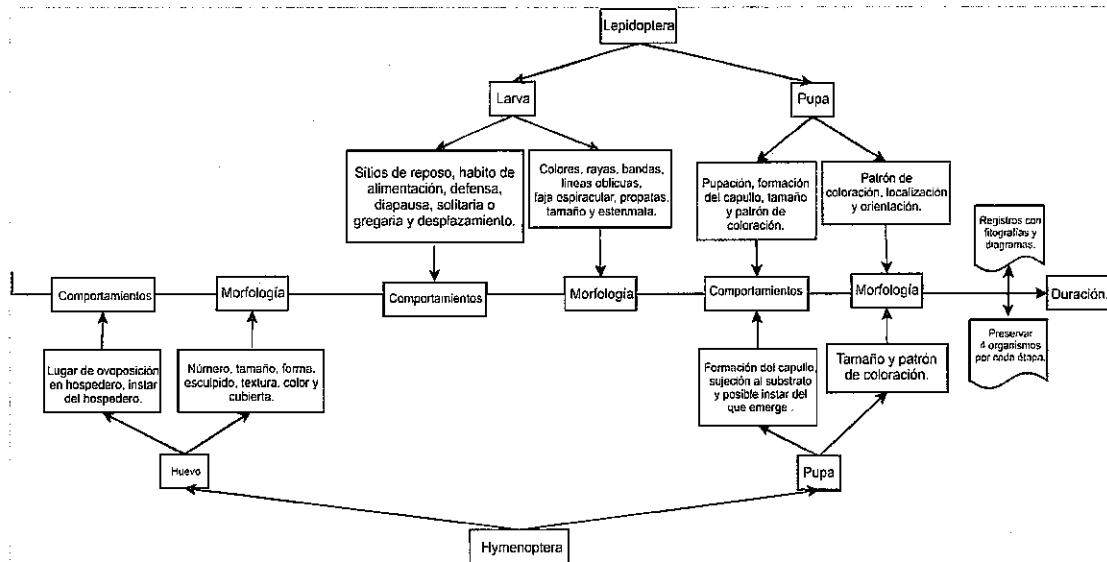 Lepidoptera
Larva
Pupa
Sitios de reposo, habito de
alimentación, defensa,
diapausa, solitaria o
gregaria y desplazamiento.
Colores, rayas, bandas,
lineas oblicuas,
faja espiracular, propatas,
tamaño y estemmata.
Pupación, formación
del capullo, tamaño
y patrón de
coloración.
Patrón de
coloración, localización
y orientación.
Registros con
fitografías y
diagramas.
Comportamientos
Morfología
Comportamientos
Morfología
Comportamientos
Morfología
Duración.
Lugar de ovoposición
en hospedero, instar
del hospedero.
Número, tamaño, forma,
esculpido, textura, color y
cubierta.
Formación del capullo,
sujeción al substrato
y posible instar del
que emerge.
Tamaño y patrón
de coloración.
Preservar
4 organismos
por cada étapa.
Huevo
Pupa
Hymenoptera